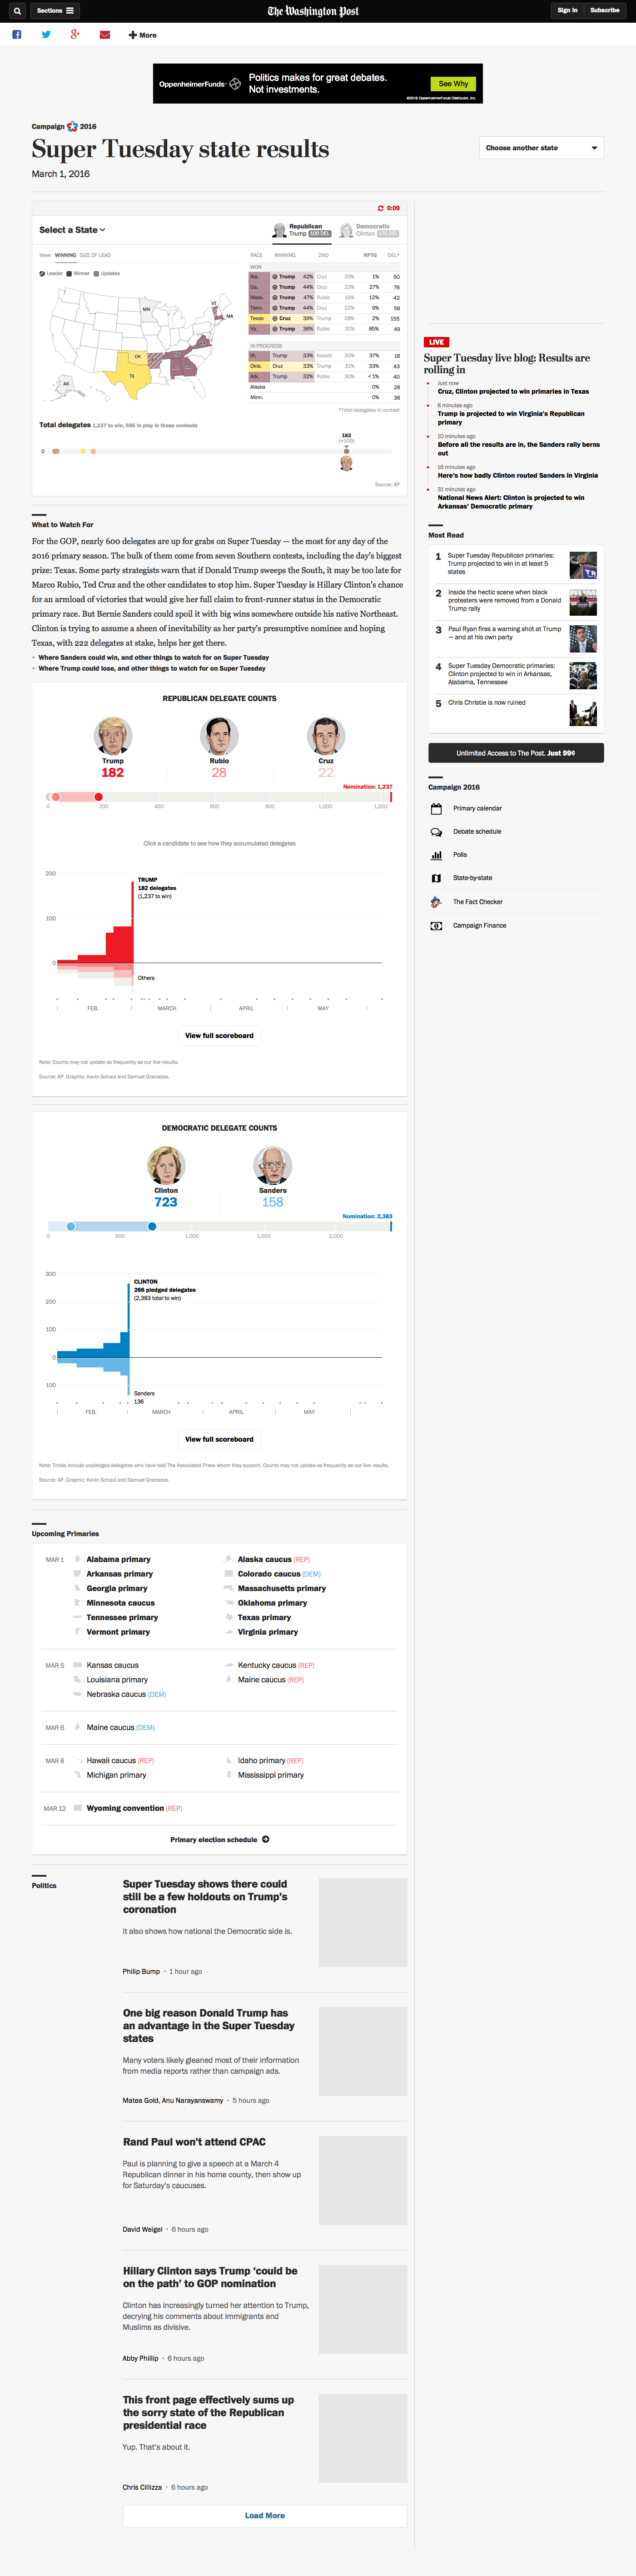 Sections
The Washington Post
Sign In
Subscribe
More
OppenheimerFunds®
Politics makes for great debates.
Not investments.
See Why
©2016 OppenheimerFunds Distributor, Inc.
Campaign 2016
Super Tuesday state results
March 1, 2016
Choose another state
0:09
Select a State
Republican
Trump 100 DEL
Democratic
Clinton
View: WINNING SIZE OF LEAD
Leader Winner Updates
MN
VT
MA
OK
TX
AK
RACE WINNING 2ND RPTG DEL*
WON
Ala. Trump 42% Cruz 20% 1% 50
Ga. Trump 44% Cruz 23% 27% 76
Mass. Trump 47% Rubio 19% 12% 42
Tenn. Trump 44% Cruz 22% 9% 58
Texas Cruz 39% Trump 28% 2% 155
Va. Trump 36% Rubio 31% 85% 49
IN PROGRESS
Vt. Trump 33% Kasich 30% 37% 16
Okla. Cruz 33% Trump 31% 33% 43
Ark. Trump 32% Rubio 30% < 1% 40
Alaska 0% 28
Minn. 0% 38
*Total delegates in contest
Total delegates 1,237 to win, 595 in play in these contests
182
(+100)
0
Source: AP
What to Watch For
For the GOP, nearly 600 delegates are up for grabs on Super Tuesday — the most for any day of the
2016 primary season. The bulk of them come from seven Southern contests, including the day's biggest
prize: Texas. Some party strategists warn that if Donald Trump sweeps the South, it may be too late for
Marco Rubio, Ted Cruz and the other candidates to stop him. Super Tuesday is Hillary Clinton's chance
for an armload of victories that would give her full claim to front-runner status in the Democratic
primary race. But Bernie Sanders could spoil it with big wins somewhere outside his native Northeast.
Clinton is trying to assume a sheen of inevitability as her party's presumptive nominee and hoping
Texas, with 222 delegates at stake, helps her get there.
• Where Sanders could win, and other things to watch for on Super Tuesday
• Where Trump could lose, and other things to watch for on Super Tuesday
REPUBLICAN DELEGATE COUNTS
Trump
182
Rubio
28
Cruz
22
Nomination: 1,237
0 200 400 600 800 1,000 1,200
Click a candidate to see how they accumulated delegates
200
TRUMP
182 delegates
(1,237 to win)
100
0
Others
FEB. MARCH APRIL MAY
View full scoreboard
Note: Counts may not update as frequently as our live results.
Source: AP. Graphic: Kevin Schaul and Samuel Granados.
DEMOCRATIC DELEGATE COUNTS
Clinton
723
Sanders
158
Nomination: 2,383
0 500 1,000 1,500 2,000
300
CLINTON
266 pledged delegates
(2,383 total to win)
200
100
0
100
Sanders
136
FEB. MARCH APRIL MAY
View full scoreboard
Note: Totals include unpledged delegates who have told The Associated Press whom they support. Counts may not update as frequently as our live results.
Source: AP. Graphic: Kevin Schaul and Samuel Granados.
Upcoming Primaries
MAR 1 Alabama primary Alaska caucus (REP)
Arkansas primary Colorado caucus (DEM)
Georgia primary Massachusetts primary
Minnesota caucus Oklahoma primary
Tennessee primary Texas primary
Vermont primary Virginia primary
MAR 5 Kansas caucus Kentucky caucus (REP)
Louisiana primary Maine caucus (REP)
Nebraska caucus (DEM)
MAR 6 Maine caucus (DEM)
MAR 8 Hawaii caucus (REP) Idaho primary (REP)
Michigan primary Mississippi primary
MAR 12 Wyoming convention (REP)
Primary election schedule
Politics
Super Tuesday shows there could
still be a few holdouts on Trump's
coronation
It also shows how national the Democratic side is.
Philip Bump • 1 hour ago
One big reason Donald Trump has
an advantage in the Super Tuesday
states
Many voters likely gleaned most of their information
from media reports rather than campaign ads.
Matea Gold, Anu Narayanswamy • 5 hours ago
Rand Paul won't attend CPAC
Paul is planning to give a speech at a March 4
Republican dinner in his home county, then show up
for Saturday's caucuses.
David Weigel • 6 hours ago
Hillary Clinton says Trump 'could be
on the path' to GOP nomination
Clinton has increasingly turned her attention to Trump,
decrying his comments about immigrants and
Muslims as divisive.
Abby Phillip • 6 hours ago
This front page effectively sums up
the sorry state of the Republican
presidential race
Yup. That's about it.
Chris Cillizza • 6 hours ago
Load More
LIVE
Super Tuesday live blog: Results are
rolling in
Just now
Cruz, Clinton projected to win primaries in Texas
8 minutes ago
Trump is projected to win Virginia's Republican
primary
10 minutes ago
Before all the results are in, the Sanders rally berns
out
16 minutes ago
Here's how badly Clinton routed Sanders in Virginia
31 minutes ago
National News Alert: Clinton is projected to win
Arkansas' Democratic primary
Most Read
1 Super Tuesday Republican primaries:
Trump projected to win in at least 5
states
2 Inside the hectic scene when black
protesters were removed from a Donald
Trump rally
3 Paul Ryan fires a warning shot at Trump
— and at his own party
4 Super Tuesday Democratic primaries:
Clinton projected to win in Arkansas,
Alabama, Tennessee
5 Chris Christie is now ruined
Unlimited Access to The Post. Just 99¢
Campaign 2016
Primary calendar
Debate schedule
Polls
State-by-state
The Fact Checker
Campaign Finance